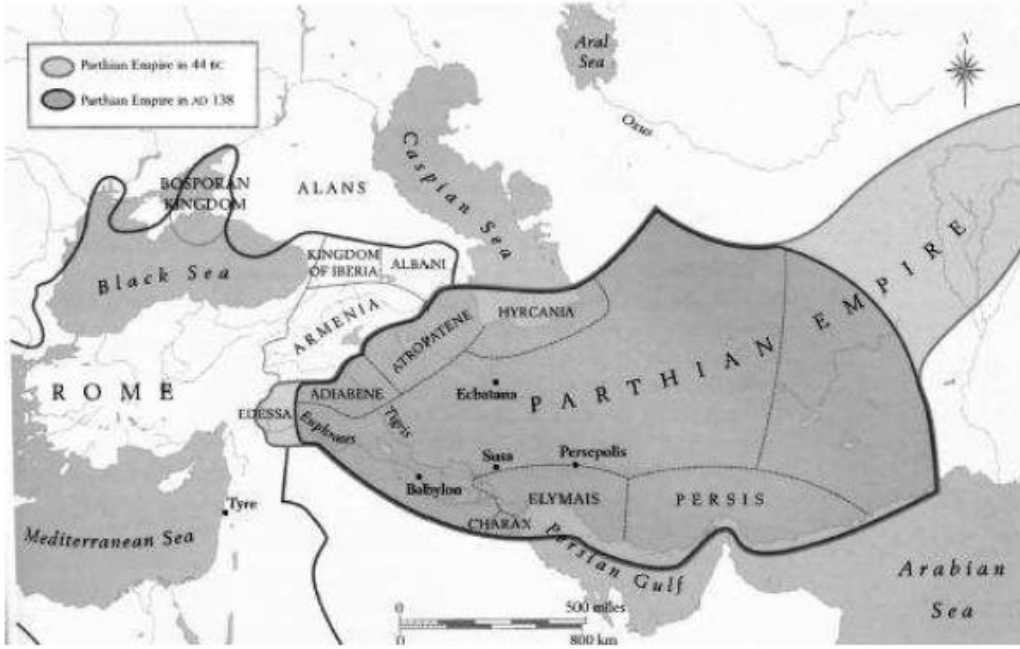 Parthian Empire in 44 BC
Parthian Empire in AD 138
Aral
Sea
N
Oxus
Caspian Sea
BOSPORAN
KINGDOM
ALANS
Black Sea
KINGDOM
OF IBERIA
ALBANI
ARMENIA
ATROPATENE
HYRCANIA
PARTHIAN EMPIRE
ROME
ADIABENE
Ecbatana
EDESSA
Euphrates
Tigris
Susa
Persepolis
Babylon
ELYMAIS
PERSIS
Tyre
CHARAX
Mediterranean Sea
Persian Gulf
Arabian
Sea
0
500 miles
0
800 km